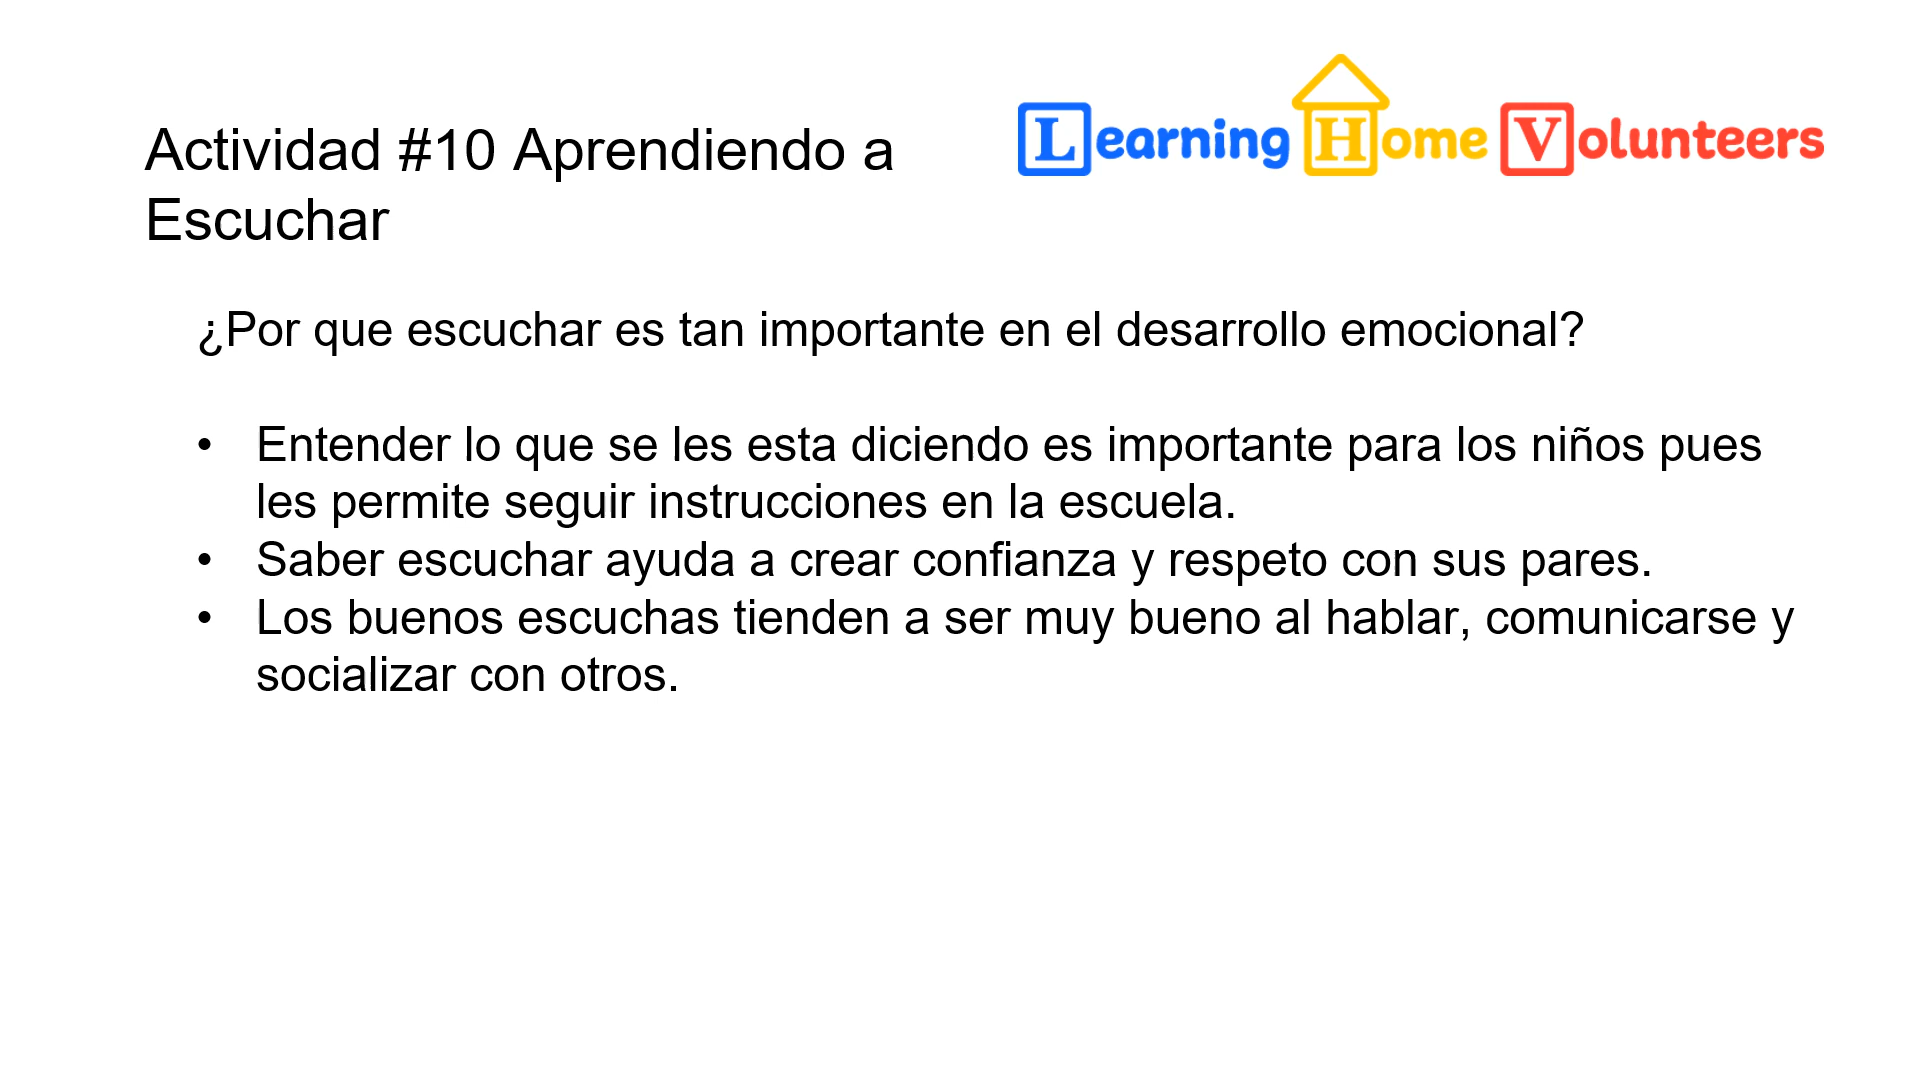 Learning Home Volunteers
Actividad #10 Aprendiendo a
Escuchar
¿Por que escuchar es tan importante en el desarrollo emocional?
• Entender lo que se les esta diciendo es importante para los niños pues
les permite seguir instrucciones en la escuela.
• Saber escuchar ayuda a crear confianza y respeto con sus pares.
• Los buenos escuchas tienden a ser muy bueno al hablar, comunicarse y
socializar con otros.